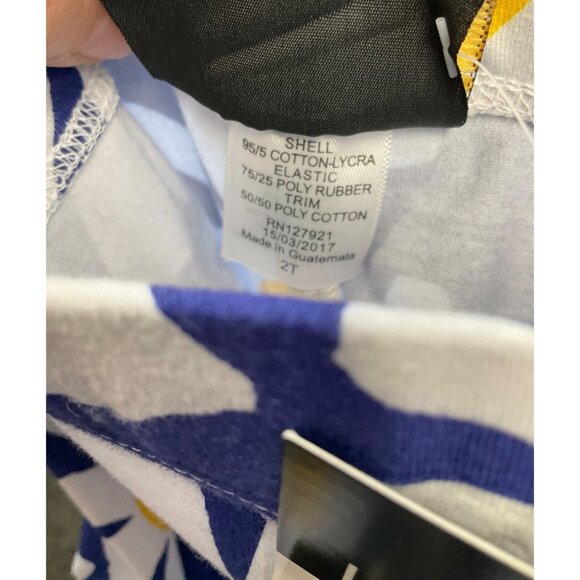 SHELL
95/5 COTTON-LYCRA
ELASTIC
75/25 POLY RUBBER
TRIM
50/50 POLY COTTON
RN127921
15/03/2017
Made in Guatemala
2T